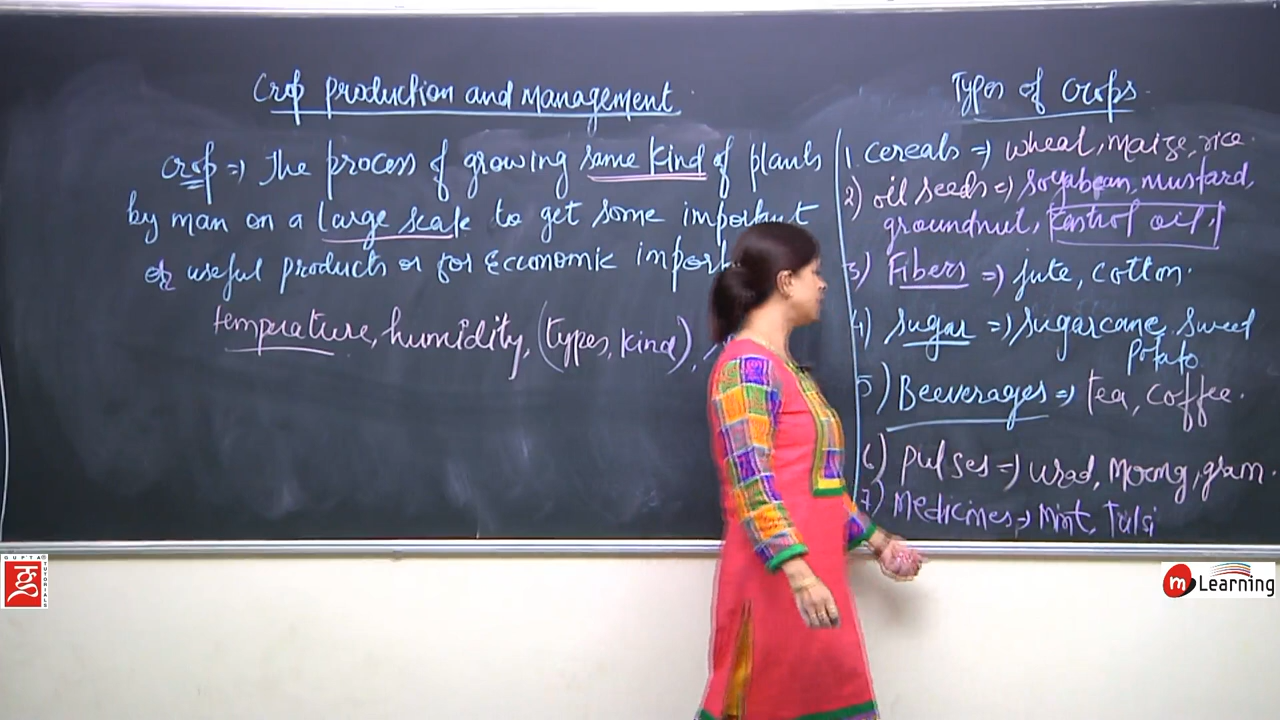 Crop production and management
crop => The process of growing same kind of plants
by man on a large scale to get some important
or useful products or for Economic import
temperature, humidity, (types, kind),
Types of crops
1. cereals => wheat, maize, rice.
2) oil seeds => soyabean, mustard,
groundnut, oil
3) Fibers => jute, cotton.
4) sugar => sugarcane, sweet
potato
5) Beeverages => tea, coffee.
6) pulses => urad, moong, gram.
7) Medicines => Mint, Tulsi
GUPTA
TUTORIALS
m Learning